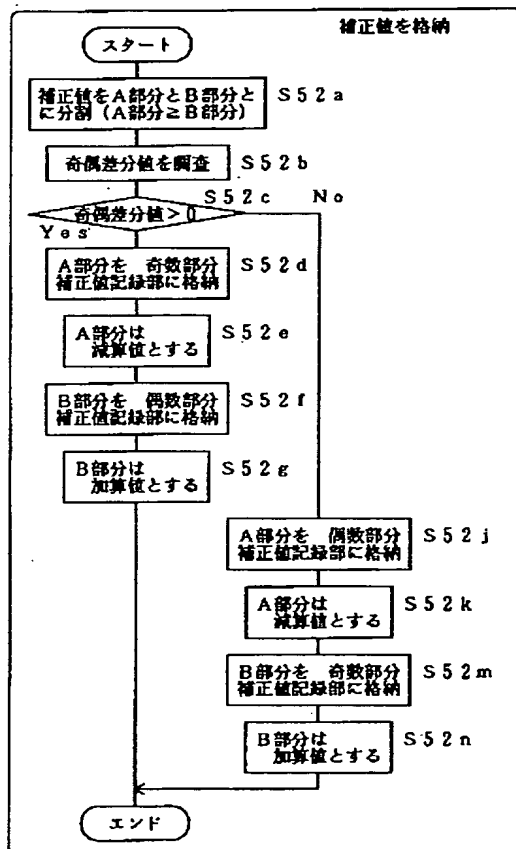 補正値を格納
スタート
補正値をA部分とB部分と
に分割(A部分≧B部分)
S52a
奇偶差分値を調査
S52b
S52c
奇偶差分値>0
No
Yes
A部分を 奇数部分
補正値記録部に格納
S52d
A部分は
減算値とする
S52e
B部分を 偶数部分
補正値記録部に格納
S52f
B部分は
加算値とする
S52g
A部分を 偶数部分
補正値記録部に格納
S52j
A部分は
減算値とする
S52k
B部分を 奇数部分
補正値記録部に格納
S52m
B部分は
加算値とする
S52n
エンド